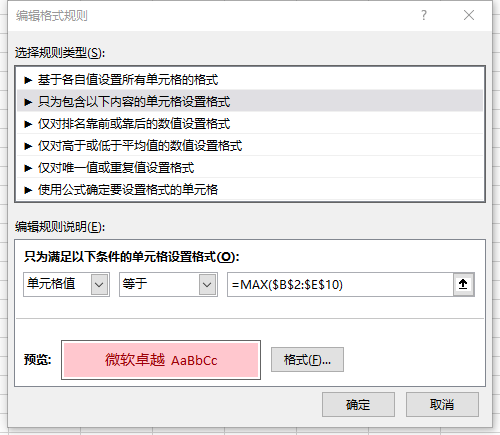 编辑格式规则
?
选择规则类型(S):
► 基于各自值设置所有单元格的格式
► 只为包含以下内容的单元格设置格式
► 仅对排名靠前或靠后的数值设置格式
► 仅对高于或低于平均值的数值设置格式
► 仅对唯一值或重复值设置格式
► 使用公式确定要设置格式的单元格
编辑规则说明(E):
只为满足以下条件的单元格设置格式(O):
单元格值 等于 =MAX($B$2:$E$10)
预览: 微软卓越 AaBbCc 格式(F)...
确定 取消